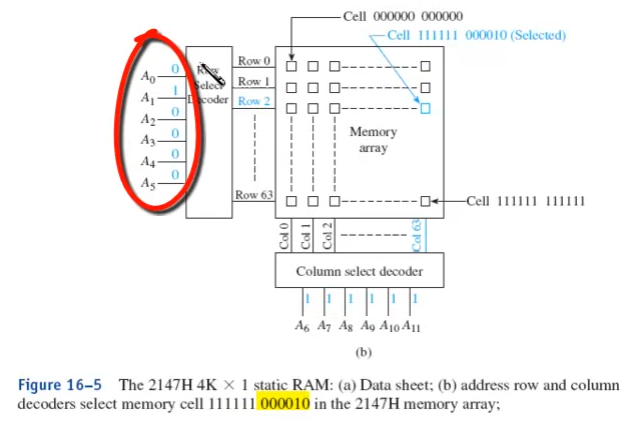 Cell 000000 000000
Cell 111111 000010 (Selected)
A0 0
A1 1
A2 0
A3 0
A4 0
A5 0
Row
Select
Decoder
Row 0
Row 1
Row 2
Row 63
Memory
array
Cell 111111 111111
Col 0
Col 1
Col 2
Col 63
Column select decoder
1 1 1 1 1 1
A6 A7 A8 A9 A10 A11
(b)
Figure 16–5 The 2147H 4K × 1 static RAM: (a) Data sheet; (b) address row and column
decoders select memory cell 111111 000010 in the 2147H memory array;